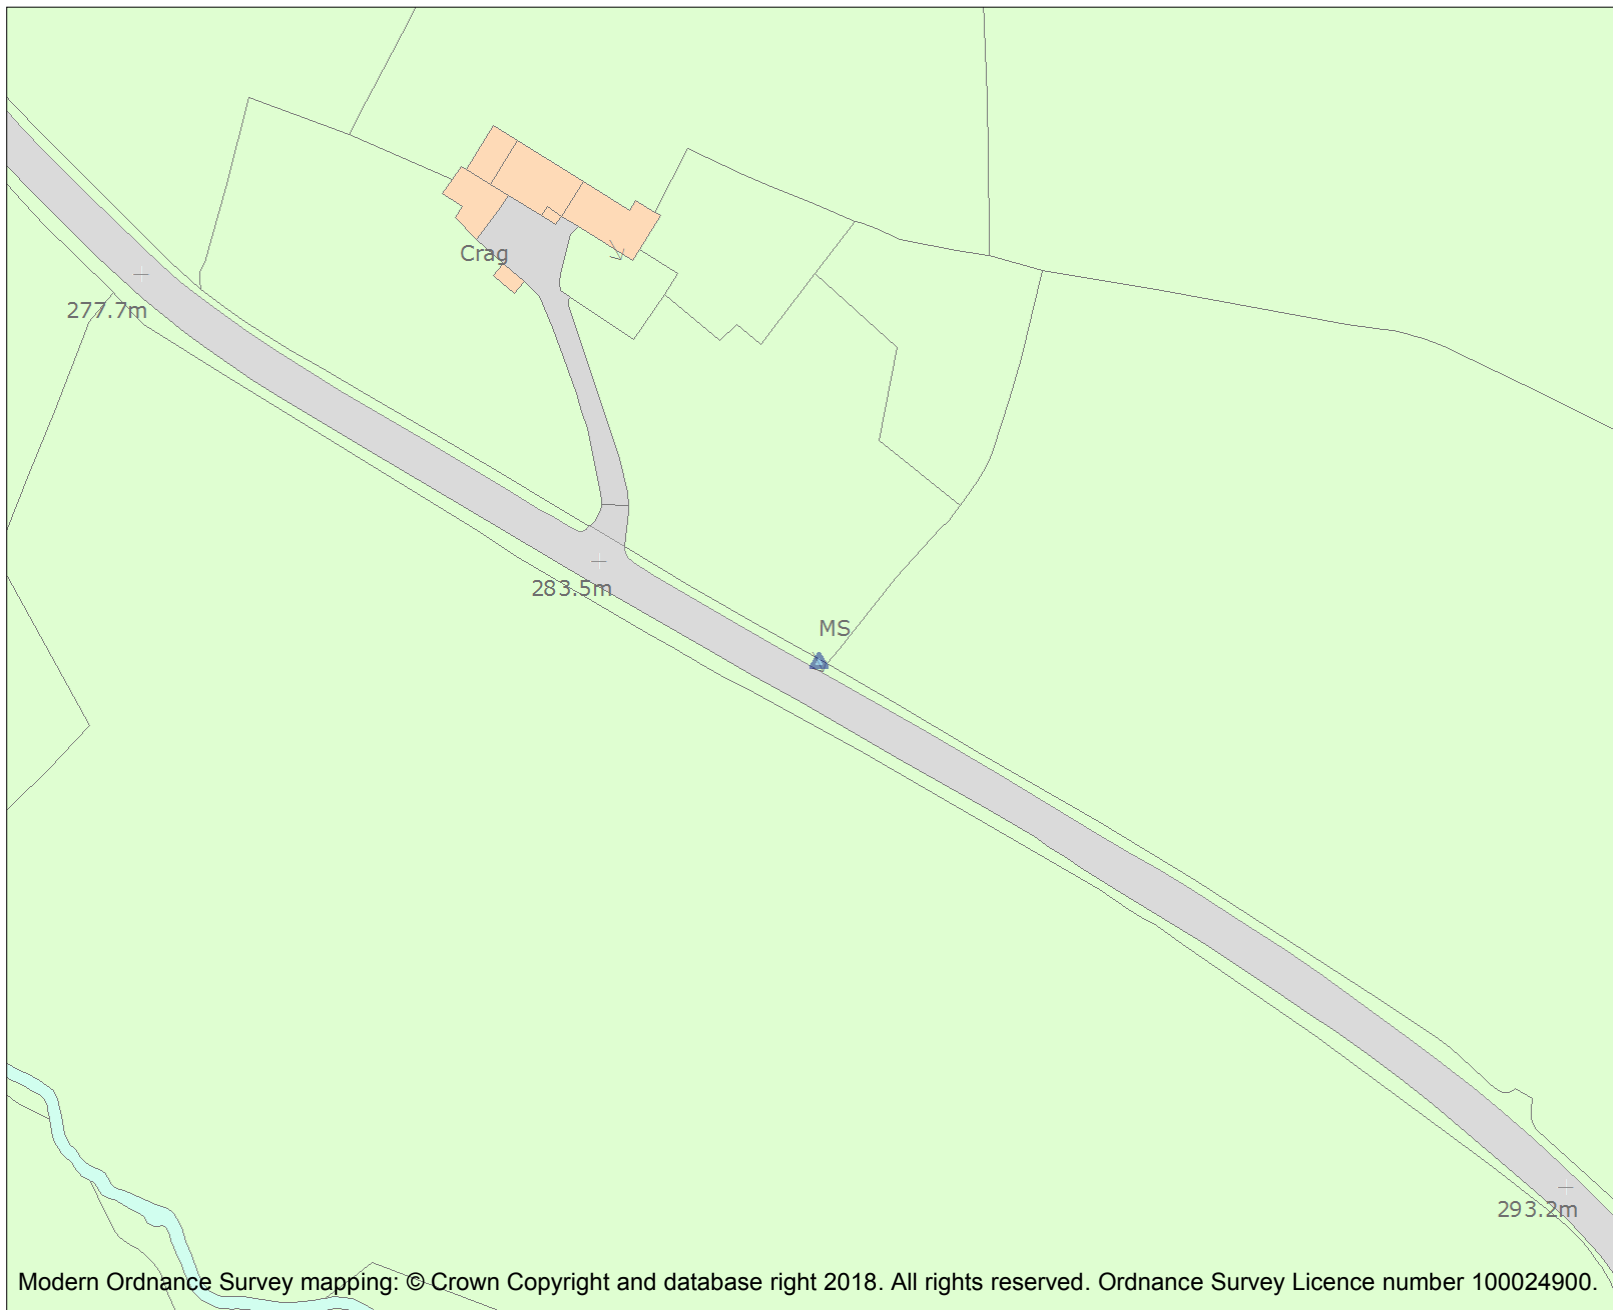 Crag
277.7m
283.5m
MS
293.2m
Modern Ordnance Survey mapping: © Crown Copyright and database right 2018. All rights reserved. Ordnance Survey Licence number 100024900.